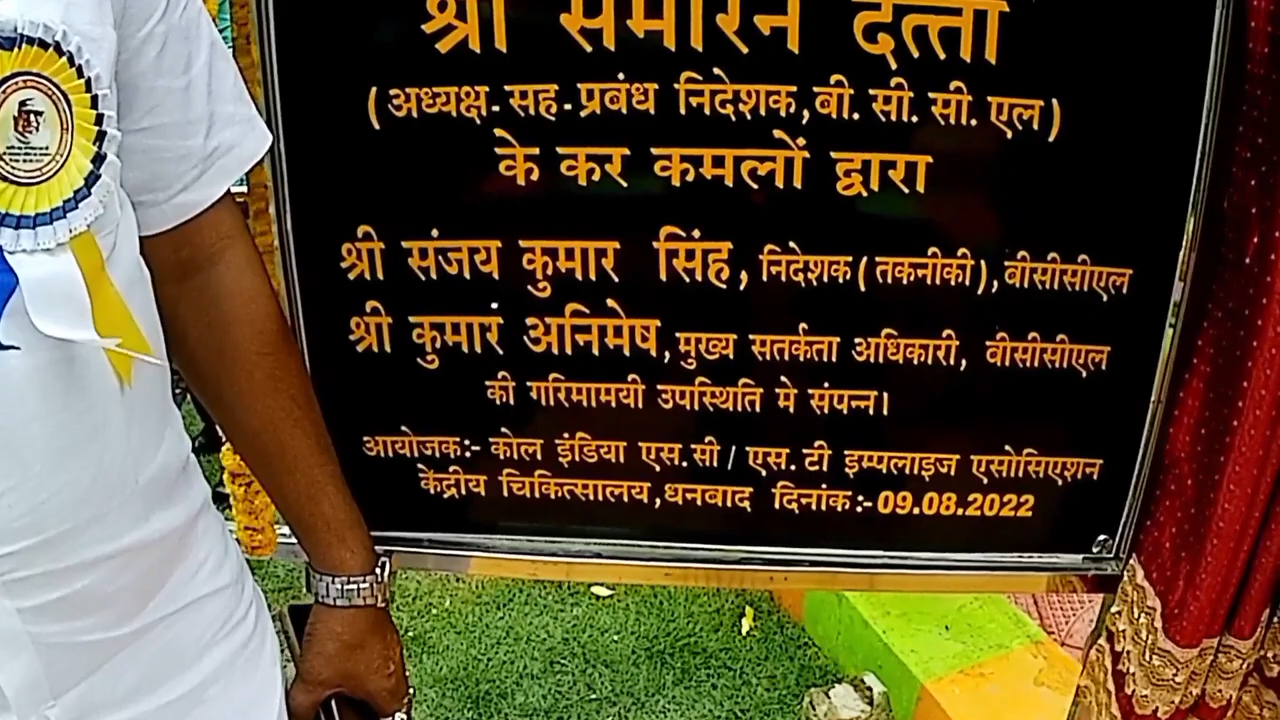 श्री समीरन दत्ता
(अध्यक्ष-सह-प्रबंध निदेशक,बी. सी. सी. एल)
के कर कमलों द्वारा
श्री संजय कुमार सिंह, निदेशक (तकनीकी), बीसीसीएल
श्री कुमार अनिमेष, मुख्य सतर्कता अधिकारी, बीसीसीएल
की गरिमामयी उपस्थिति मे संपन्न।
आयोजक:- कोल इंडिया एस.सी / एस. टी इम्पलाइज एसोसिएशन
केंद्रीय चिकित्सालय,धनबाद दिनांक:-09.08.2022